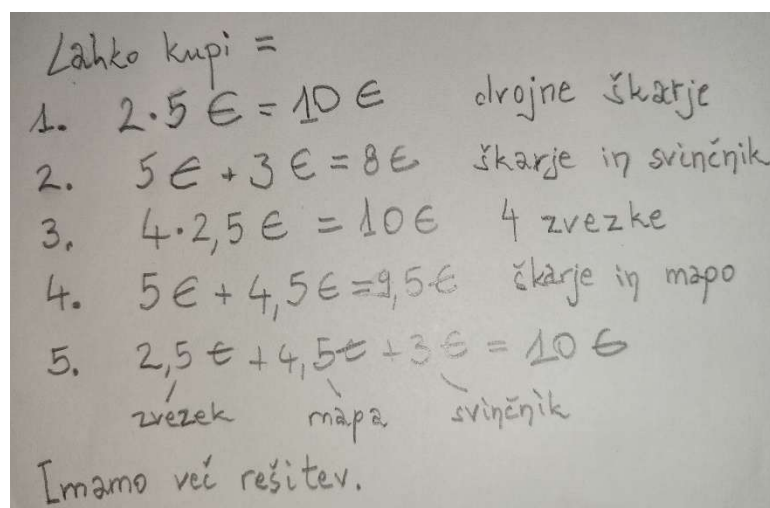 Lahko kupi =
1. 2·5 € = 10 € dvojne škarje
2. 5 € + 3 € = 8 € škarje in svinčnik
3. 4·2,5 € = 10 € 4 zvezke
4. 5 € + 4,5 € = 9,5 € škarje in mapo
5. 2,5 € + 4,5 € + 3 € = 10 €
zvezek mapa svinčnik
Imamo več rešitev.